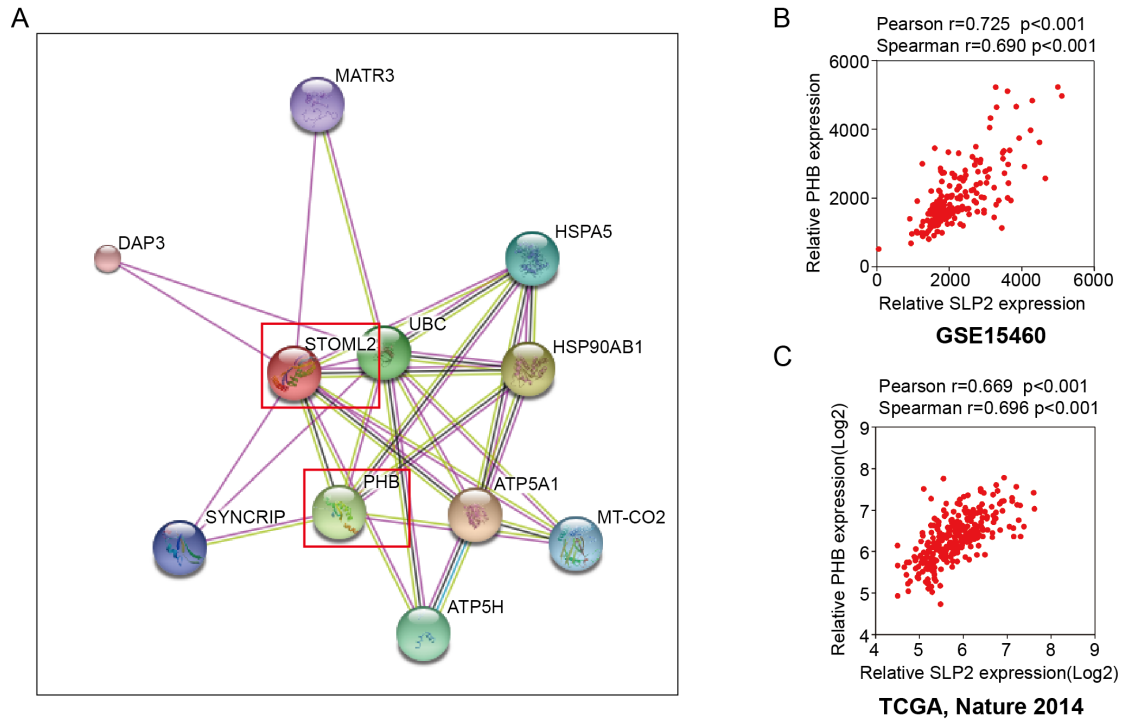 A
MATR3
DAP3
HSPA5
UBC
STOML2
HSP90AB1
PHB
ATP5A1
SYNCRIP
MT-CO2
ATP5H
B
Pearson r=0.725 p<0.001
Spearman r=0.690 p<0.001
6000
4000
2000
0
Relative PHB expression
0 2000 4000 6000
Relative SLP2 expression
GSE15460
C
Pearson r=0.669 p<0.001
Spearman r=0.696 p<0.001
9
8
7
6
5
4
Relative PHB expression(Log2)
4 5 6 7 8 9
Relative SLP2 expression(Log2)
TCGA, Nature 2014